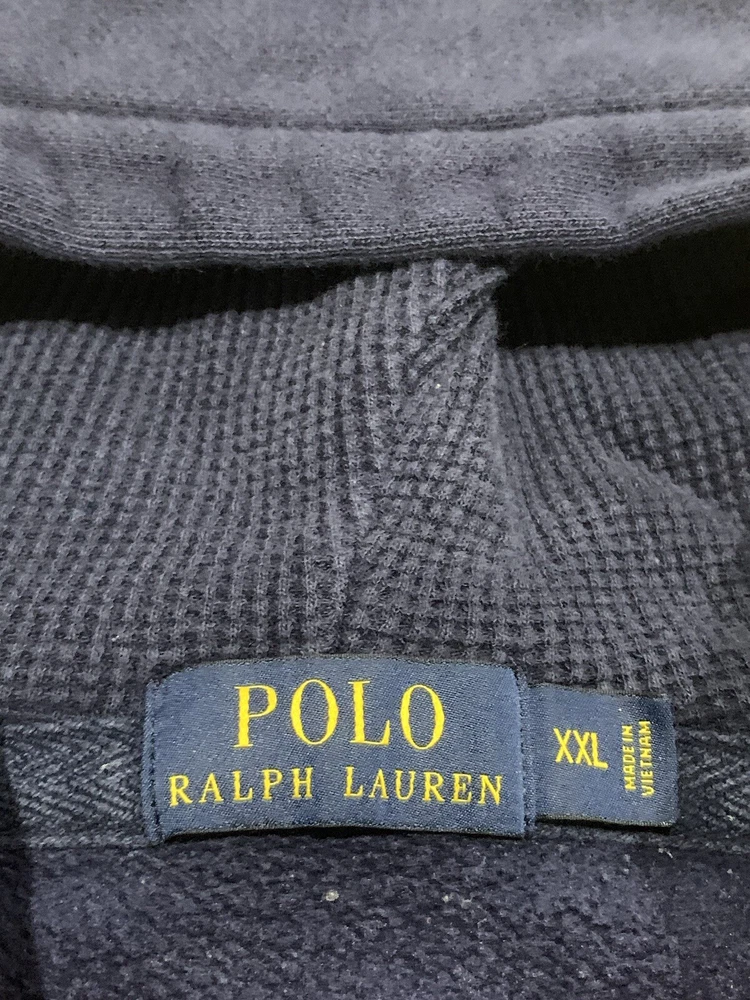 POLO
RALPH LAUREN
XXL
MADE IN
VIETNAM